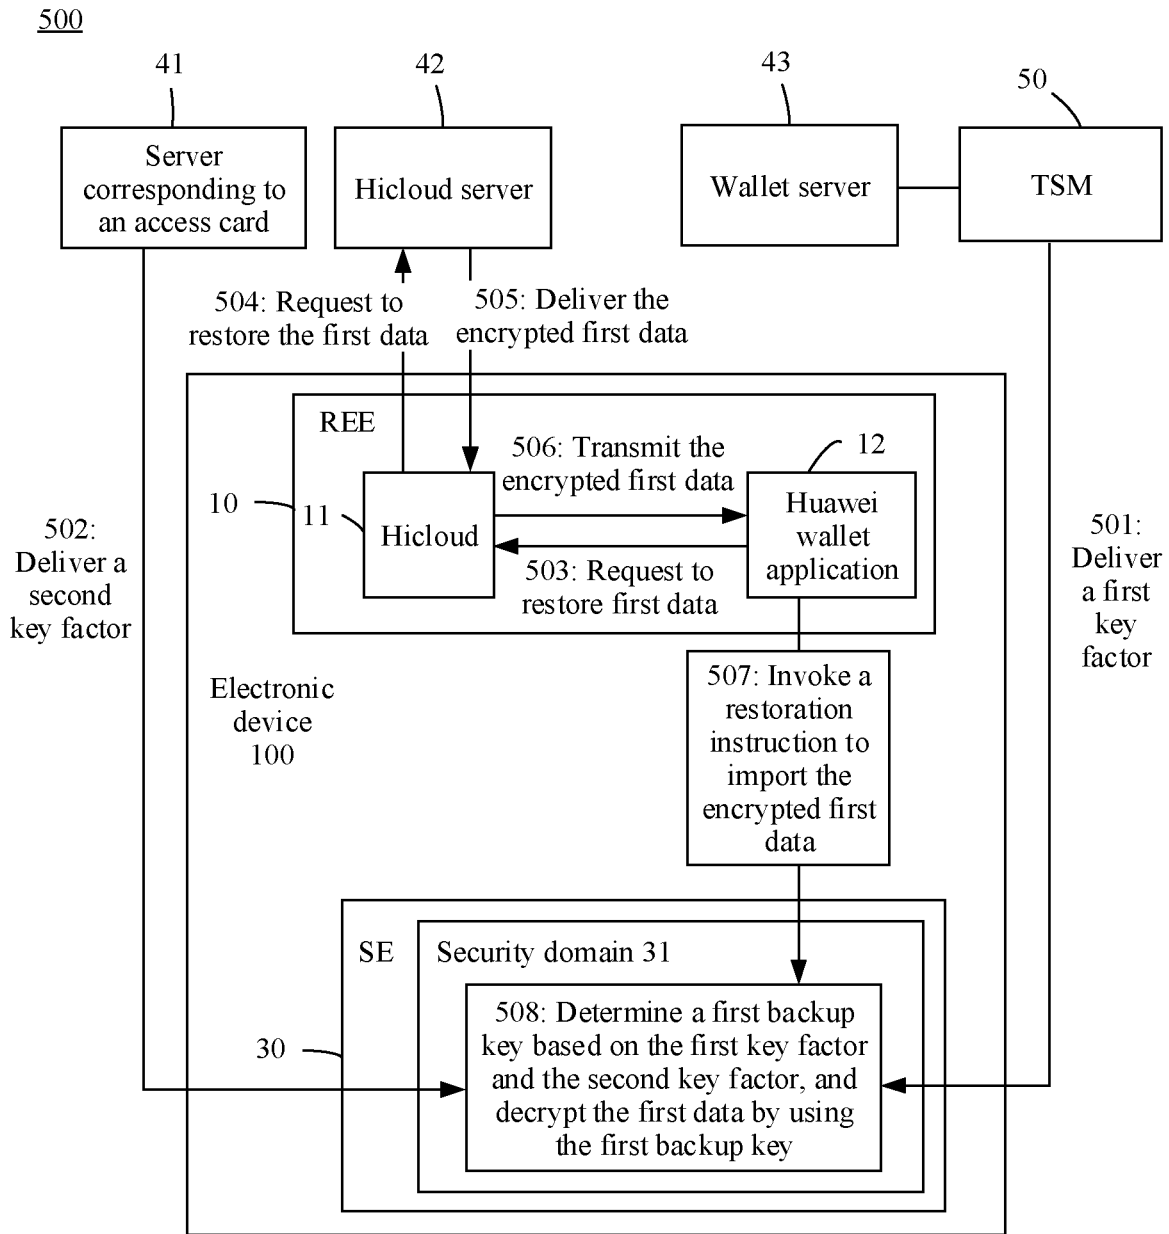 500
41
42
43
50
Server
corresponding to
an access card
Hicloud server
Wallet server
TSM
504: Request to
restore the first data
505: Deliver the
encrypted first data
REE
12
506: Transmit the
encrypted first data
10
11
Hicloud
Huawei
wallet
application
503: Request to
restore first data
502:
Deliver a
second
key factor
501:
Deliver
a first
key
factor
Electronic
device
100
507: Invoke a
restoration
instruction to
import the
encrypted first
data
SE
Security domain 31
30
508: Determine a first backup
key based on the first key factor
and the second key factor, and
decrypt the first data by using
the first backup key